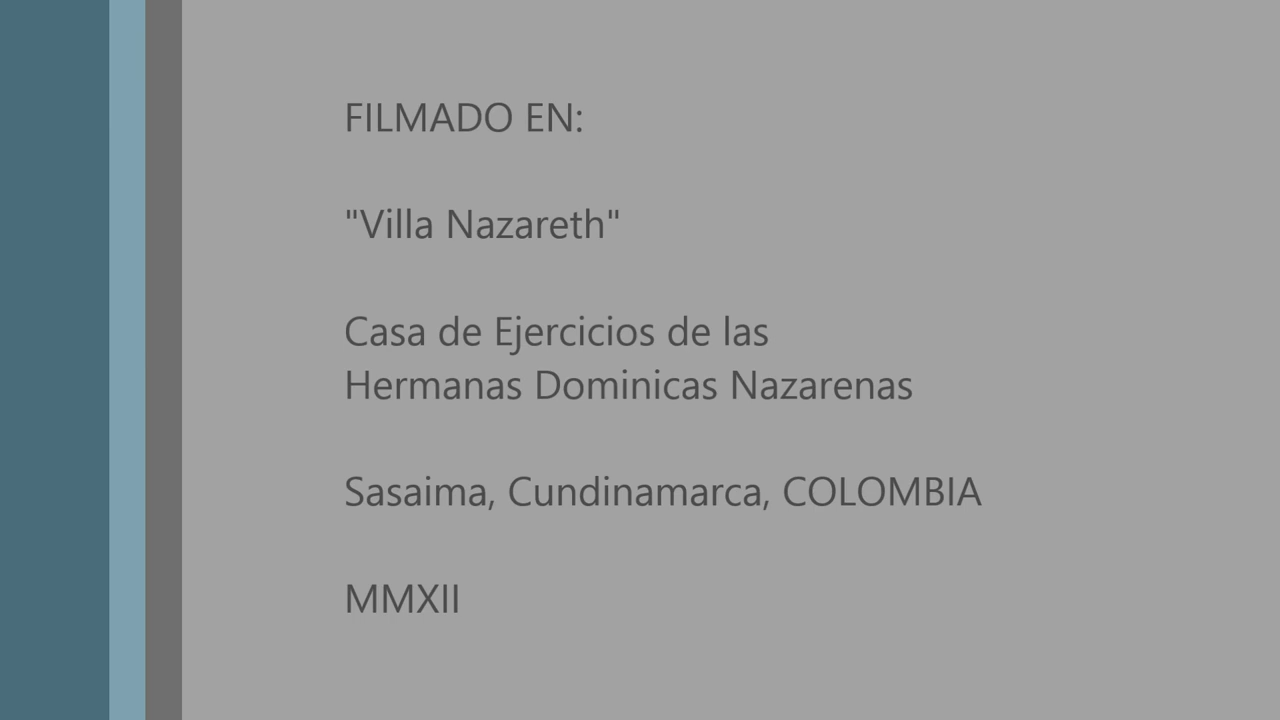 FILMADO EN:
"Villa Nazareth"
Casa de Ejercicios de las
Hermanas Dominicas Nazarenas
Sasaima, Cundinamarca, COLOMBIA
MMXII